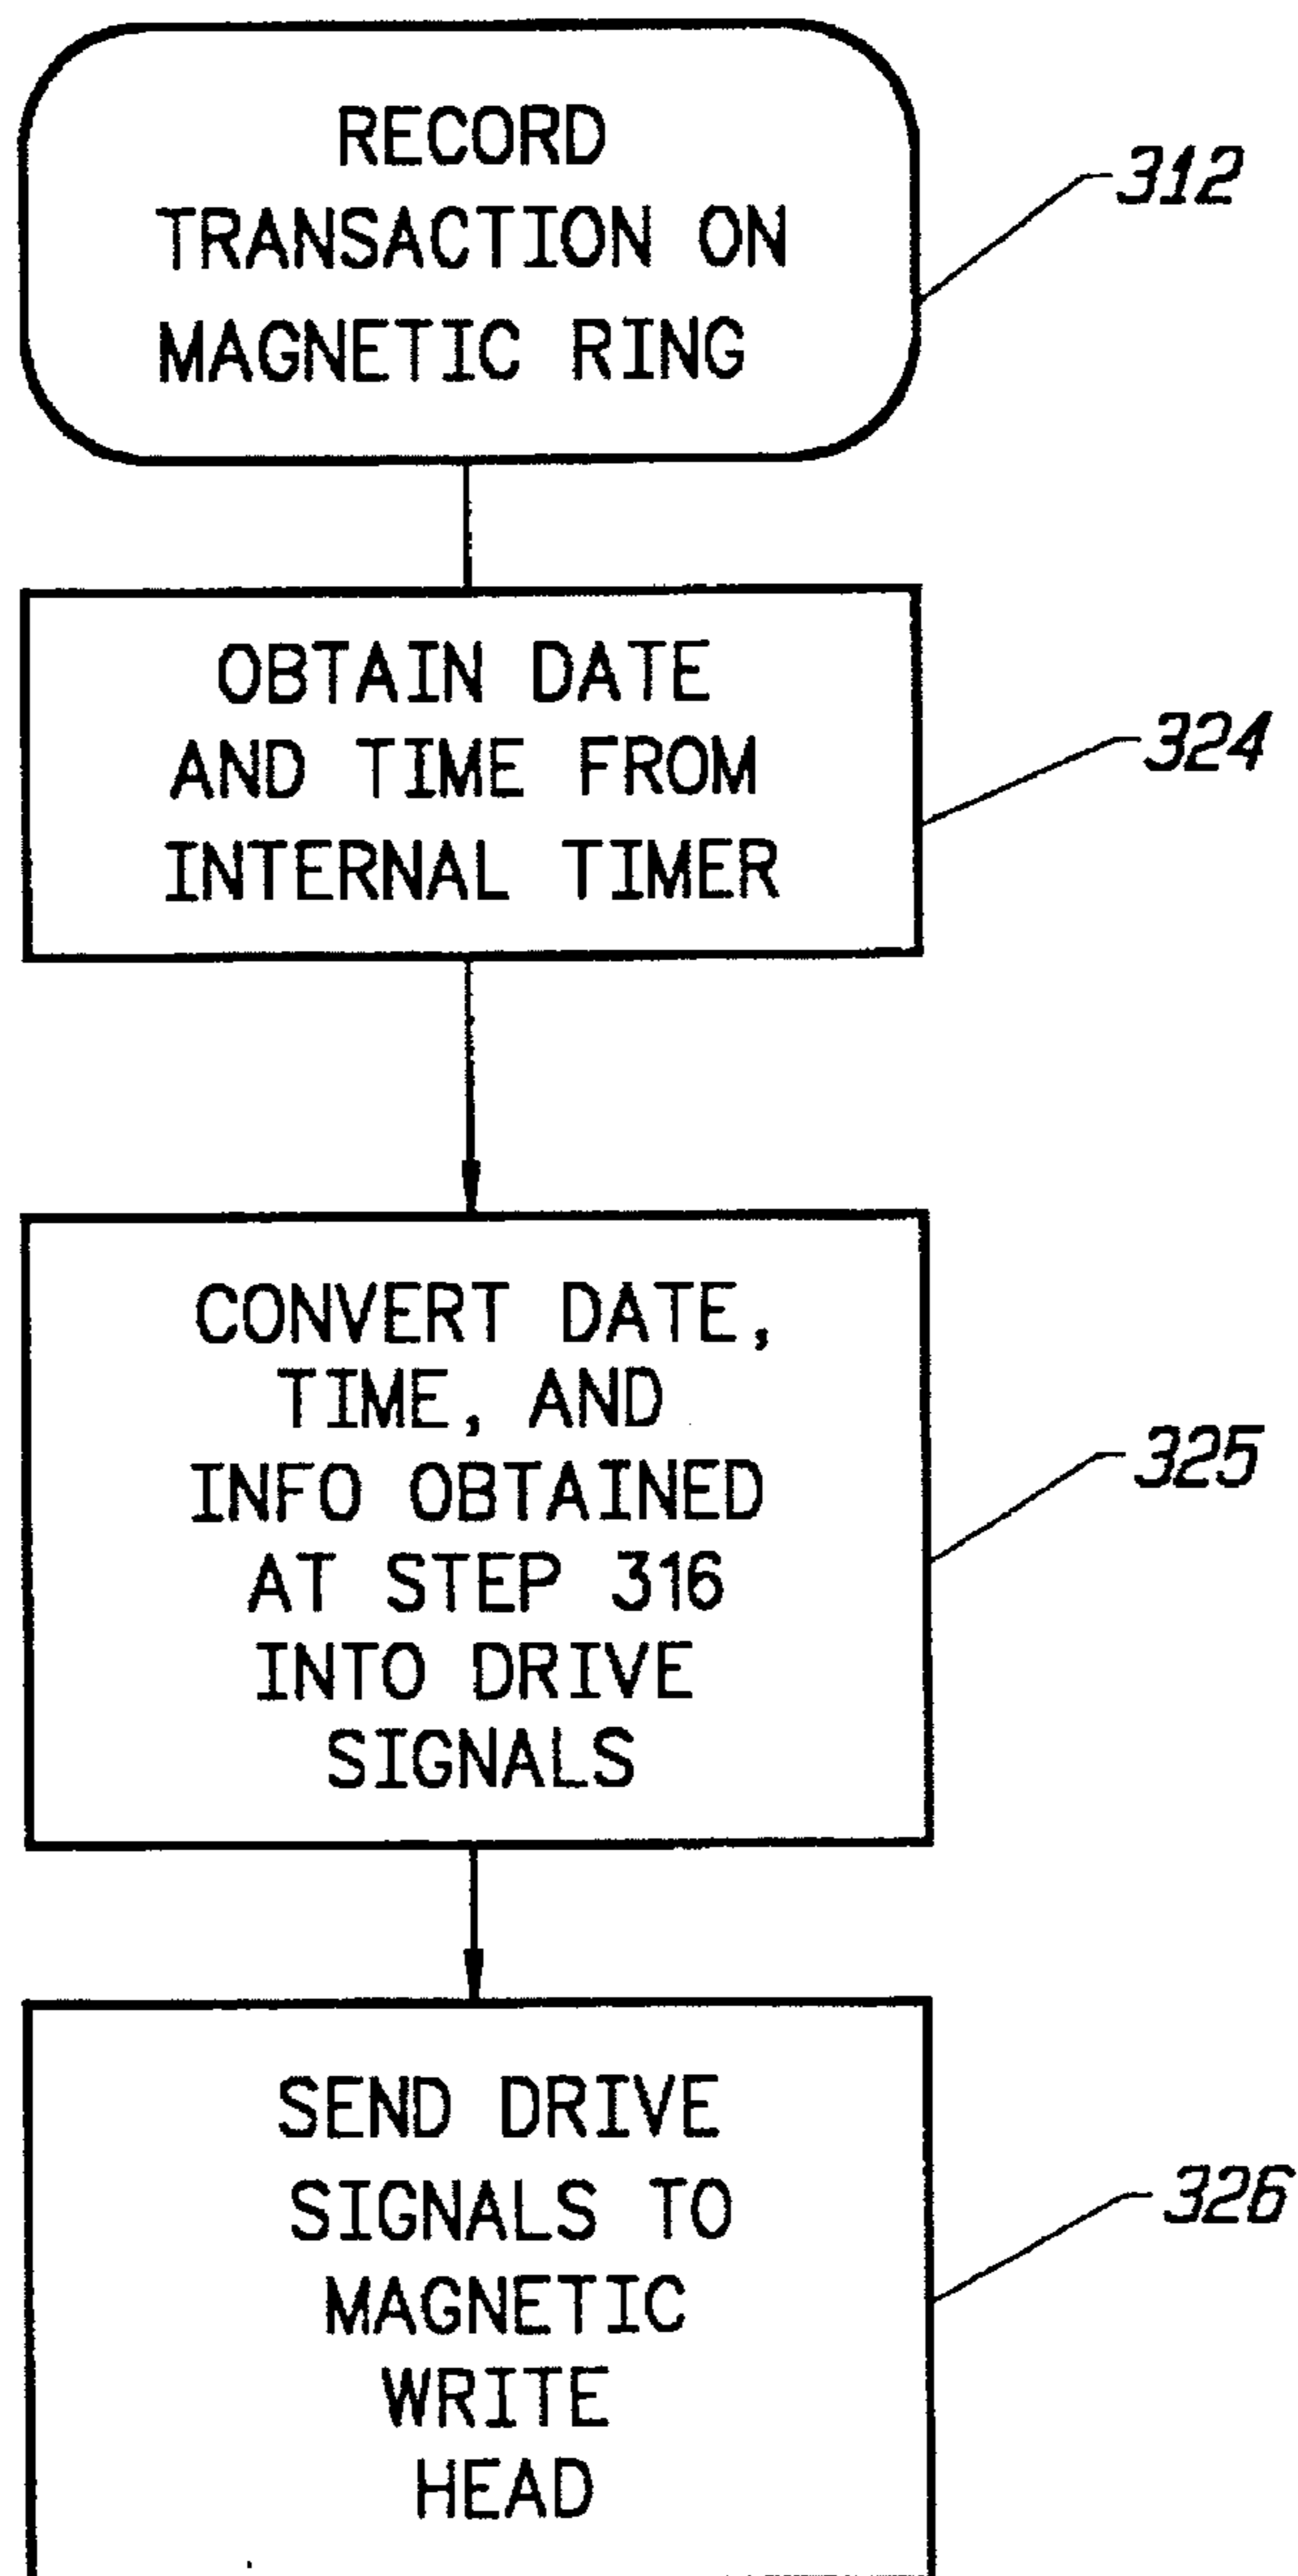 RECORD
TRANSACTION ON
MAGNETIC RING
312
OBTAIN DATE
AND TIME FROM
INTERNAL TIMER
324
CONVERT DATE,
TIME, AND
INFO OBTAINED
AT STEP 316
INTO DRIVE
SIGNALS
325
SEND DRIVE
SIGNALS TO
MAGNETIC
WRITE
HEAD
326